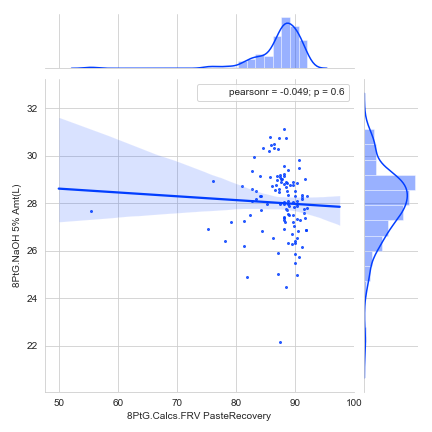 pearsonr = -0.049; p = 0.6
32
30
28
26
24
22
8PtG.NaOH 5% Amt(L)
50 60 70 80 90 100
8PtG.Calcs.FRV PasteRecovery